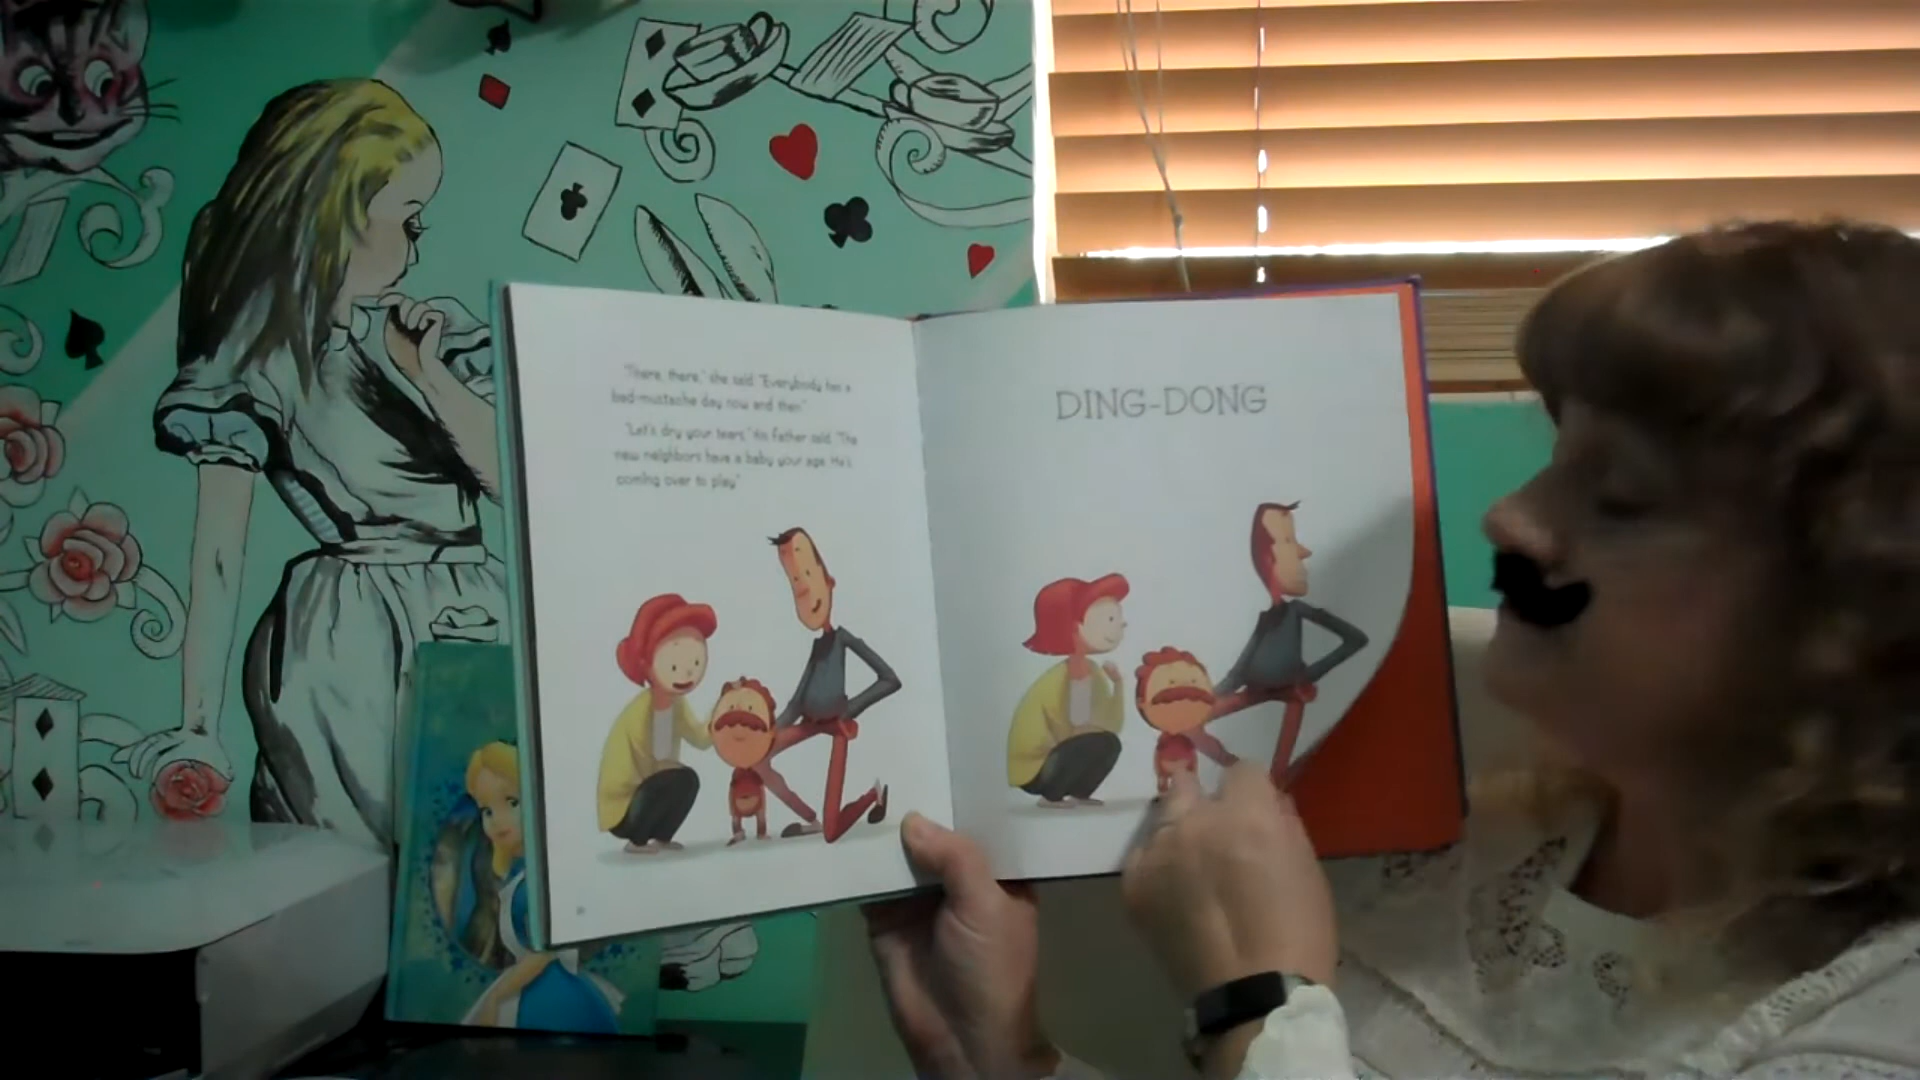 "There, there," she said. "Everybody has a
bad-mustache day now and then."
"Let's dry your tears," his father said. "The
new neighbors have a baby your age. He's
coming over to play."
DING-DONG